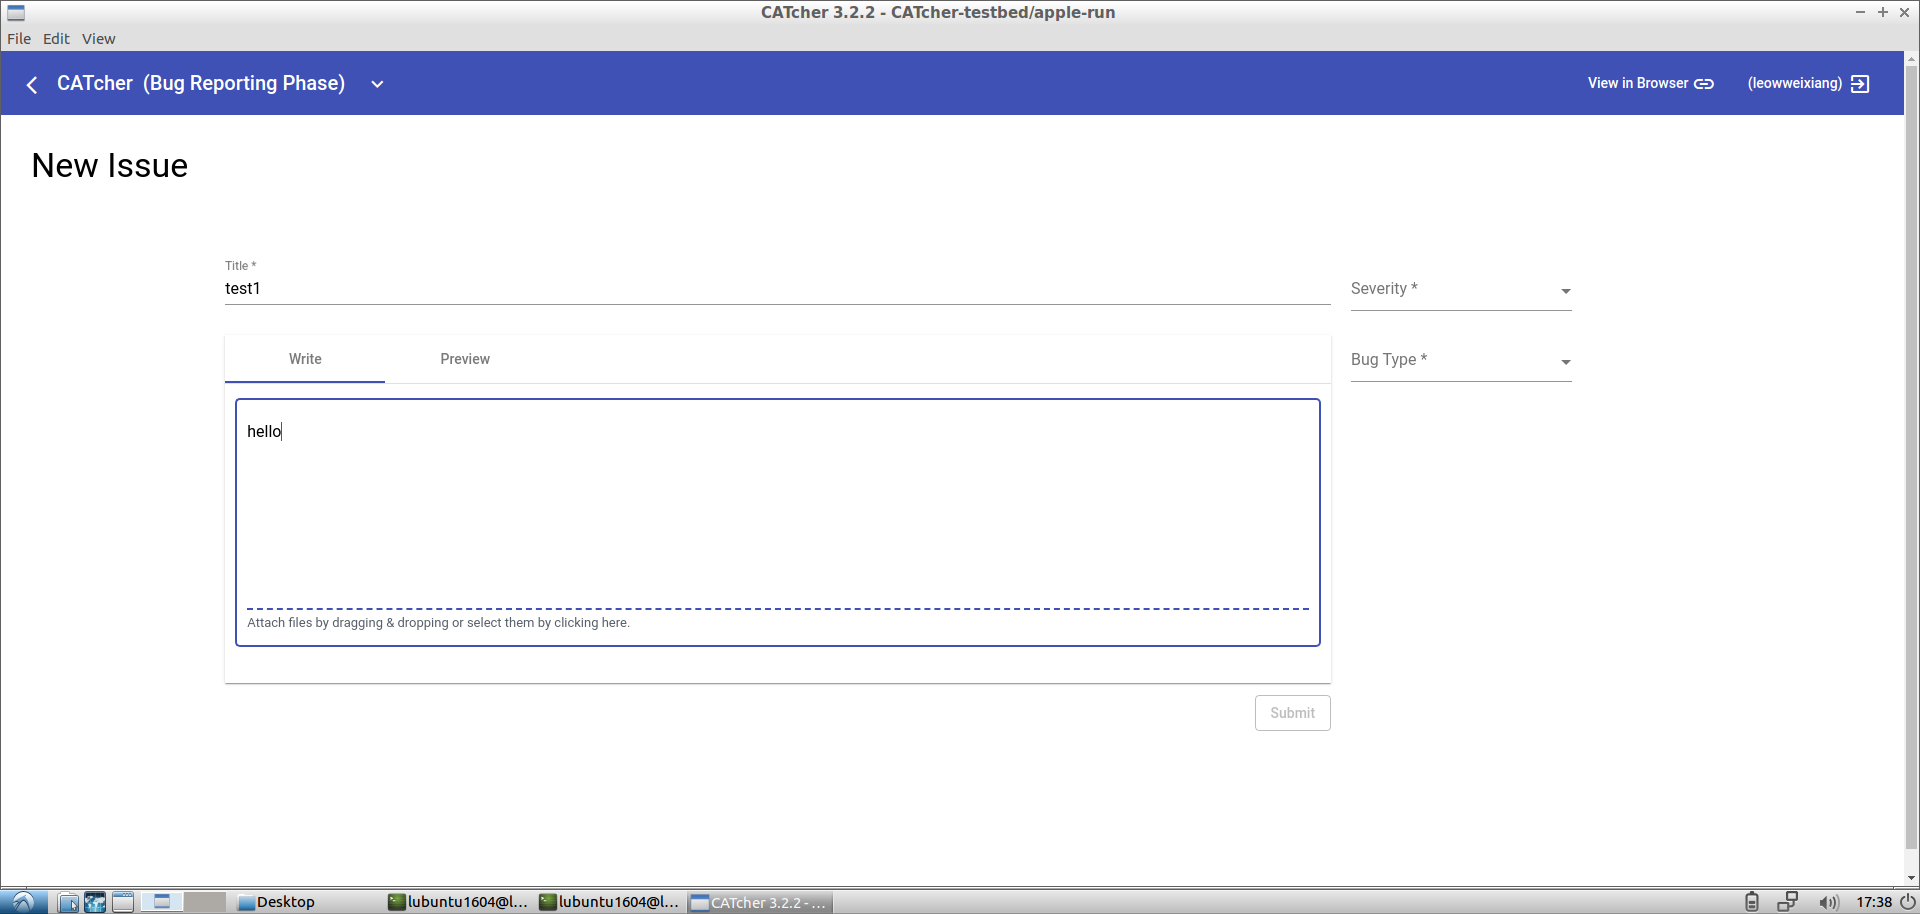 CATcher 3.2.2 - CATcher-testbed/apple-run
File Edit View
CATcher (Bug Reporting Phase)
View in Browser
(leowweixiang)
New Issue
Title *
test1
Severity *
Write
Preview
Bug Type *
hello
Attach files by dragging & dropping or select them by clicking here.
Submit
Desktop
lubuntu1604@l...
lubuntu1604@l...
CATcher 3.2.2 - ...
17:38